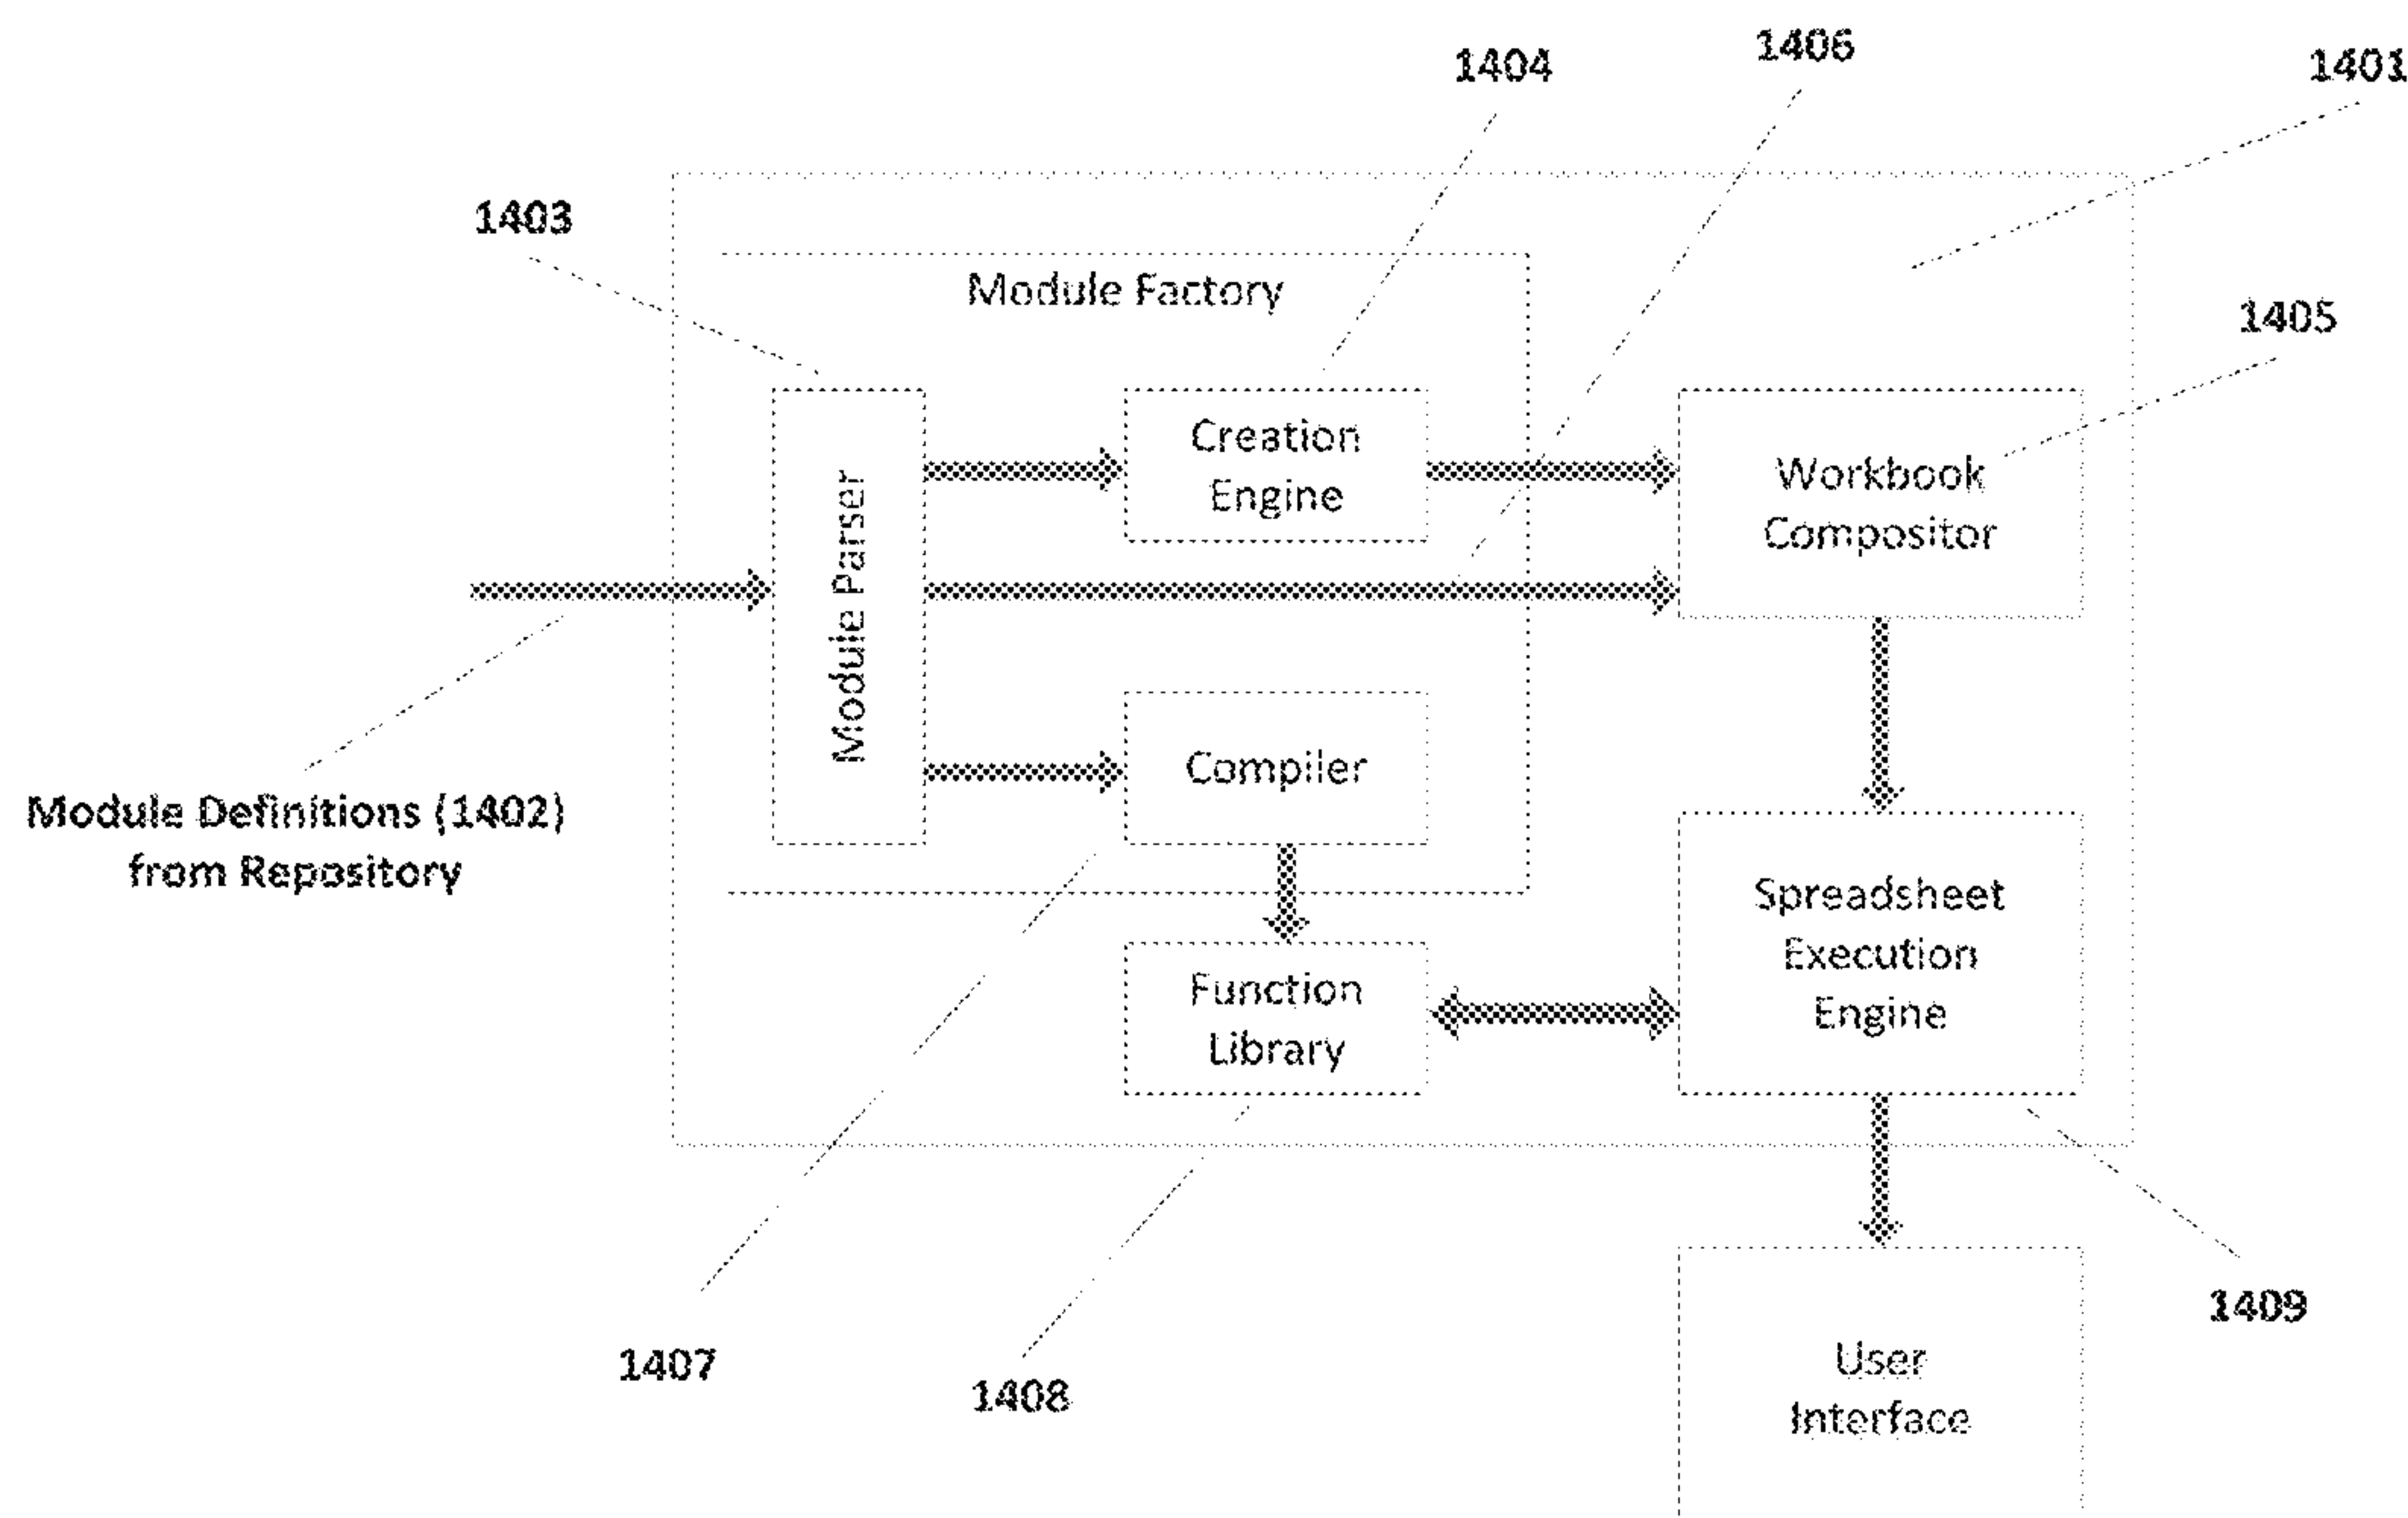 1406
1404
1401
1403
Module Factory
1405
Creation
Engine
Workbook
Compositor
Module Parser
Compiler
Module Definitions (1402)
from Repository
Spreadsheet
Execution
Engine
Function
Library
1409
1407
1408
User
Interface